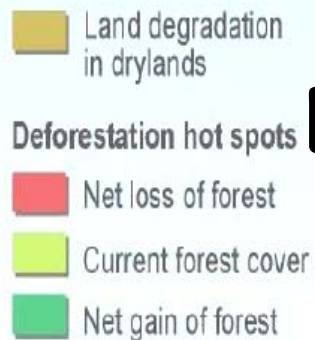 Land degradation
in drylands
Deforestation hot spots
Net loss of forest
Current forest cover
Net gain of forest